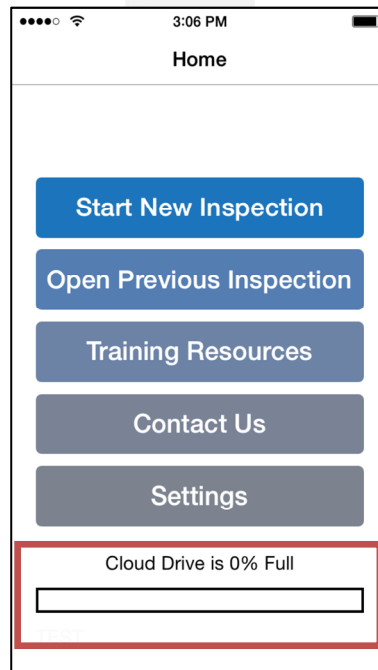 3:06 PM
Home
Start New Inspection
Open Previous Inspection
Training Resources
Contact Us
Settings
Cloud Drive is 0% Full
TEST